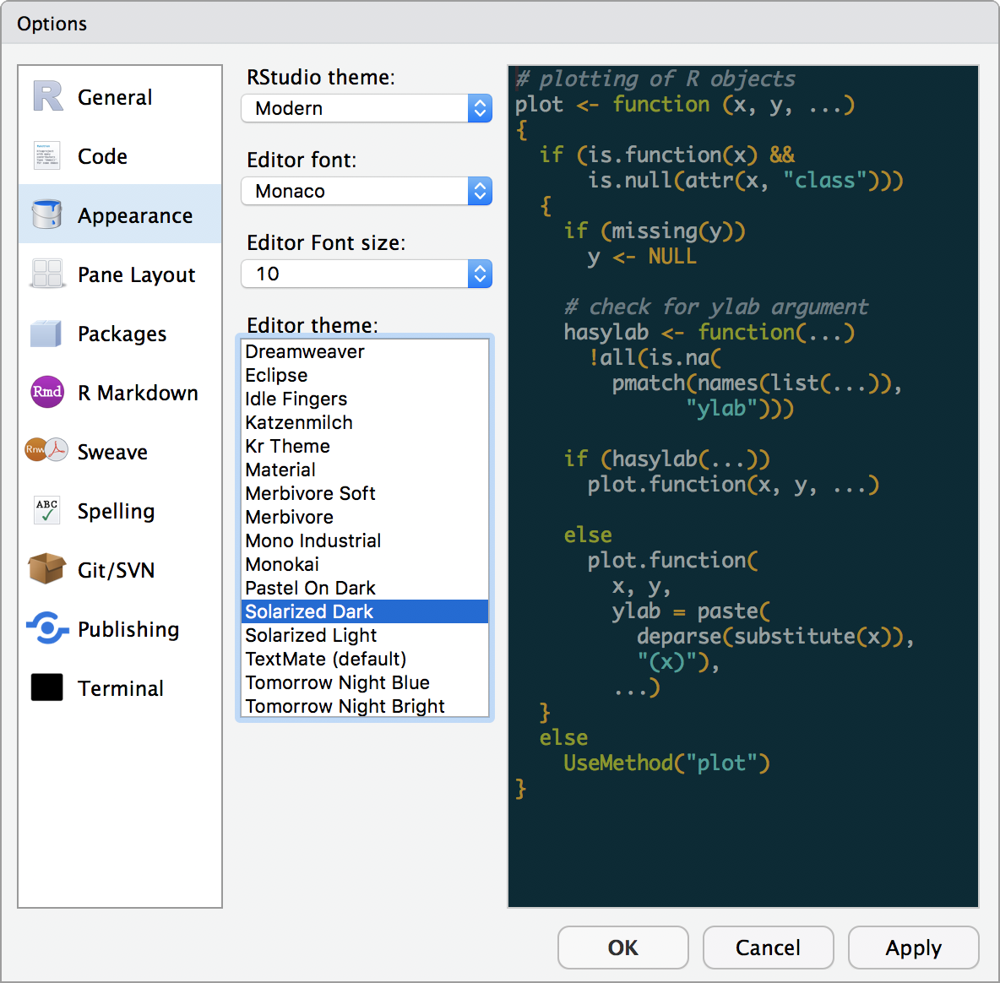 Options
General
Code
Appearance
Pane Layout
Packages
Rmd
R Markdown
Rnw
Sweave
ABC
Spelling
Git/SVN
Publishing
Terminal
RStudio theme:
Modern
Editor font:
Monaco
Editor Font size:
10
Editor theme:
Dreamweaver
Eclipse
Idle Fingers
Katzenmilch
Kr Theme
Material
Merbivore Soft
Merbivore
Mono Industrial
Monokai
Pastel On Dark
Solarized Dark
Solarized Light
TextMate (default)
Tomorrow Night Blue
Tomorrow Night Bright
# plotting of R objects
plot <- function (x, y, ...)
{
  if (is.function(x) &&
      is.null(attr(x, "class")))
  {
    if (missing(y))
      y <- NULL

    # check for ylab argument
    hasylab <- function(...)
      !all(is.na(
        pmatch(names(list(...)),
              "ylab")))

    if (hasylab(...))
      plot.function(x, y, ...)

    else
      plot.function(
        x, y,
        ylab = paste(
          deparse(substitute(x)),
          "(x)"),
        ...)
  }
  else
    UseMethod("plot")
}
OK
Cancel
Apply